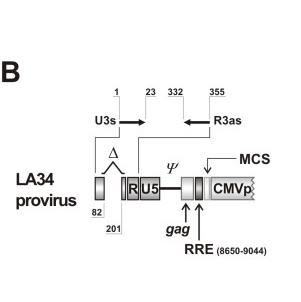 B
1 23 332 355
U3s R3as
Δ Ψ MCS
LA34 provirus R U5 CMVp
82 201
gag
RRE (8650-9044)